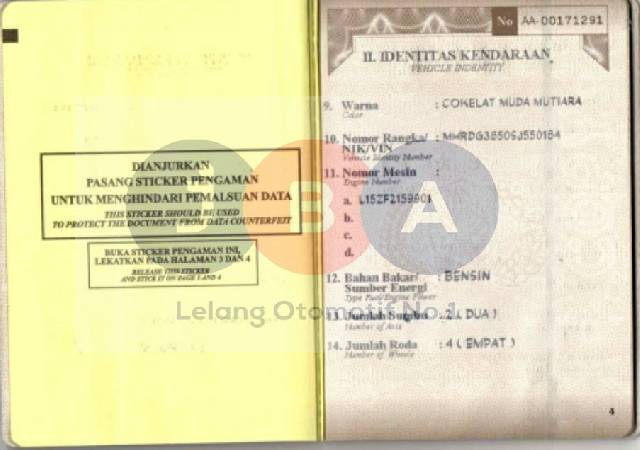 DIANJURKAN
PASANG STICKER PENGAMAN
UNTUK MENGHINDARI PEMALSUAN DATA
THIS STICKER SHOULD BE USED
TO PROTECT THE DOCUMENT FROM DATA COUNTERFEIT
BUKA STICKER PENGAMAN INI,
LEKATKAN PADA HALAMAN 3 DAN 4
RELEASE THIS STICKER
AND STICK IT ON PAGE 3 AND 4
No AA-00171291
II. IDENTITAS KENDARAAN
VEHICLE INDENTITY
9. Warna : COKELAT MUDA MUTIARA
Color
10. Nomor Rangka/ :
NIK/VIN
Vehicle Identity Number
11. Nomor Mesin :
Engine Number
a. L15ZF2159901
b.
c.
d.
12. Bahan Bakar/ : BENSIN
Sumber Energi
Type Fuel/Engine Power
13. Jumlah Sumbu : 2 ( DUA )
Number of Axis
14. Jumlah Roda : 4 ( EMPAT )
Number of Wheels
4
BA
Lelang Otomotif No.1